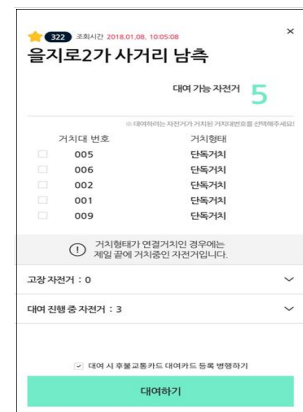 322 조회시간 2018.01.08. 10:05:08
을지로2가 사거리 남측
대여 가능 자전거 5
※ 대여하려는 자전거가 거치된 거치대번호를 선택해주세요!
거치대 번호 거치형태
005 단독거치
006 단독거치
002 단독거치
001 단독거치
009 단독거치
거치형태가 연결거치인 경우에는
제일 끝에 거치중인 자전거입니다.
고장 자전거 : 0
대여 진행 중 자전거 : 3
대여 시 후불교통카드 대여카드 등록 병행하기
대여하기